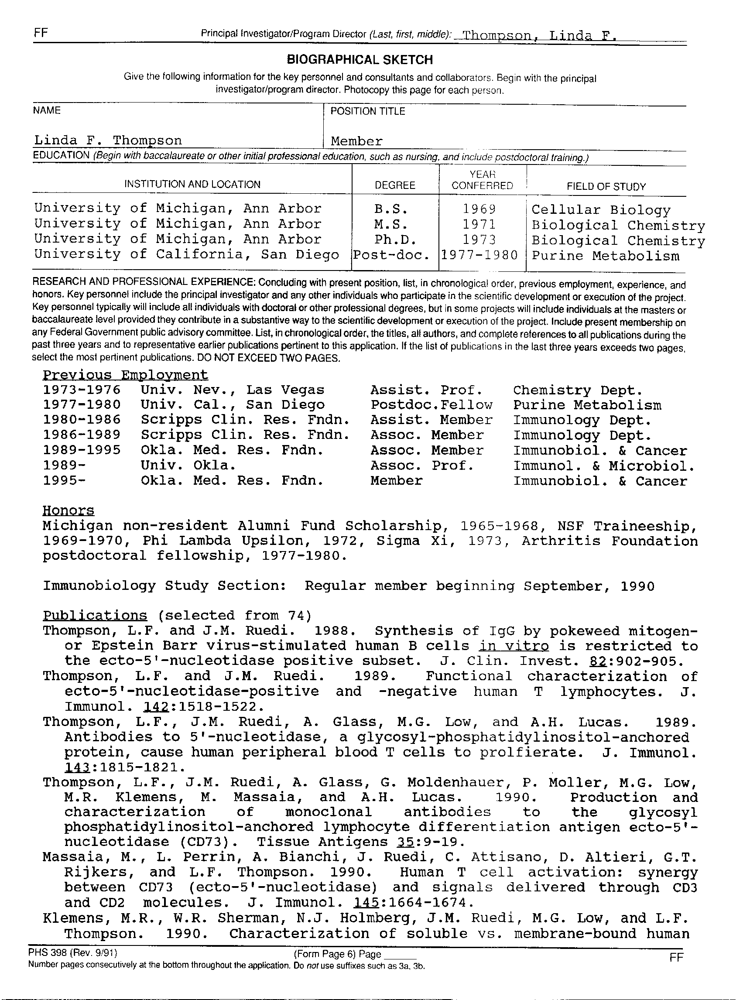 FF Principal Investigator/Program Director (Last, first, middle): Thompson, Linda F.
BIOGRAPHICAL SKETCH
Give the following information for the key personnel and consultants and collaborators. Begin with the principal
investigator/program director. Photocopy this page for each person.
NAME POSITION TITLE
Linda F. Thompson Member
EDUCATION (Begin with baccalaureate or other initial professional education, such as nursing, and include postdoctoral training.)
INSTITUTION AND LOCATION DEGREE YEAR CONFERRED FIELD OF STUDY
University of Michigan, Ann Arbor B.S. 1969 Cellular Biology
University of Michigan, Ann Arbor M.S. 1971 Biological Chemistry
University of Michigan, Ann Arbor Ph.D. 1973 Biological Chemistry
University of California, San Diego Post-doc. 1977-1980 Purine Metabolism
RESEARCH AND PROFESSIONAL EXPERIENCE: Concluding with present position, list, in chronological order, previous employment, experience, and
honors. Key personnel include the principal investigator and any other individuals who participate in the scientific development or execution of the project.
Key personnel typically will include all individuals with doctoral or other professional degrees, but in some projects will include individuals at the masters or
baccalaureate level provided they contribute in a substantive way to the scientific development or execution of the project. Include present membership on
any Federal Government public advisory committee. List, in chronological order, the titles, all authors, and complete references to all publications during the
past three years and to representative earlier publications pertinent to this application. If the list of publications in the last three years exceeds two pages,
select the most pertinent publications. DO NOT EXCEED TWO PAGES.
Previous Employment
1973-1976 Univ. Nev., Las Vegas Assist. Prof. Chemistry Dept.
1977-1980 Univ. Cal., San Diego Postdoc.Fellow Purine Metabolism
1980-1986 Scripps Clin. Res. Fndn. Assist. Member Immunology Dept.
1986-1989 Scripps Clin. Res. Fndn. Assoc. Member Immunology Dept.
1989-1995 Okla. Med. Res. Fndn. Assoc. Member Immunobiol. & Cancer
1989- Univ. Okla. Assoc. Prof. Immunol. & Microbiol.
1995- Okla. Med. Res. Fndn. Member Immunobiol. & Cancer
Honors
Michigan non-resident Alumni Fund Scholarship, 1965-1968, NSF Traineeship,
1969-1970, Phi Lambda Upsilon, 1972, Sigma Xi, 1973, Arthritis Foundation
postdoctoral fellowship, 1977-1980.
Immunobiology Study Section: Regular member beginning September, 1990
Publications (selected from 74)
Thompson, L.F. and J.M. Ruedi. 1988. Synthesis of IgG by pokeweed mitogen-
or Epstein Barr virus-stimulated human B cells in vitro is restricted to
the ecto-5'-nucleotidase positive subset. J. Clin. Invest. 82:902-905.
Thompson, L.F. and J.M. Ruedi. 1989. Functional characterization of
ecto-5'-nucleotidase-positive and -negative human T lymphocytes. J.
Immunol. 142:1518-1522.
Thompson, L.F., J.M. Ruedi, A. Glass, M.G. Low, and A.H. Lucas. 1989.
Antibodies to 5'-nucleotidase, a glycosyl-phosphatidylinositol-anchored
protein, cause human peripheral blood T cells to prolfierate. J. Immunol.
143:1815-1821.
Thompson, L.F., J.M. Ruedi, A. Glass, G. Moldenhauer, P. Moller, M.G. Low,
M.R. Klemens, M. Massaia, and A.H. Lucas. 1990. Production and
characterization of monoclonal antibodies to the glycosyl
phosphatidylinositol-anchored lymphocyte differentiation antigen ecto-5'-
nucleotidase (CD73). Tissue Antigens 35:9-19.
Massaia, M., L. Perrin, A. Bianchi, J. Ruedi, C. Attisano, D. Altieri, G.T.
Rijkers, and L.F. Thompson. 1990. Human T cell activation: synergy
between CD73 (ecto-5'-nucleotidase) and signals delivered through CD3
and CD2 molecules. J. Immunol. 145:1664-1674.
Klemens, M.R., W.R. Sherman, N.J. Holmberg, J.M. Ruedi, M.G. Low, and L.F.
Thompson. 1990. Characterization of soluble vs. membrane-bound human
PHS 398 (Rev. 9/91) (Form Page 6) Page ______ FF
Number pages consecutively at the bottom throughout the application. Do not use suffixes such as 3a, 3b.